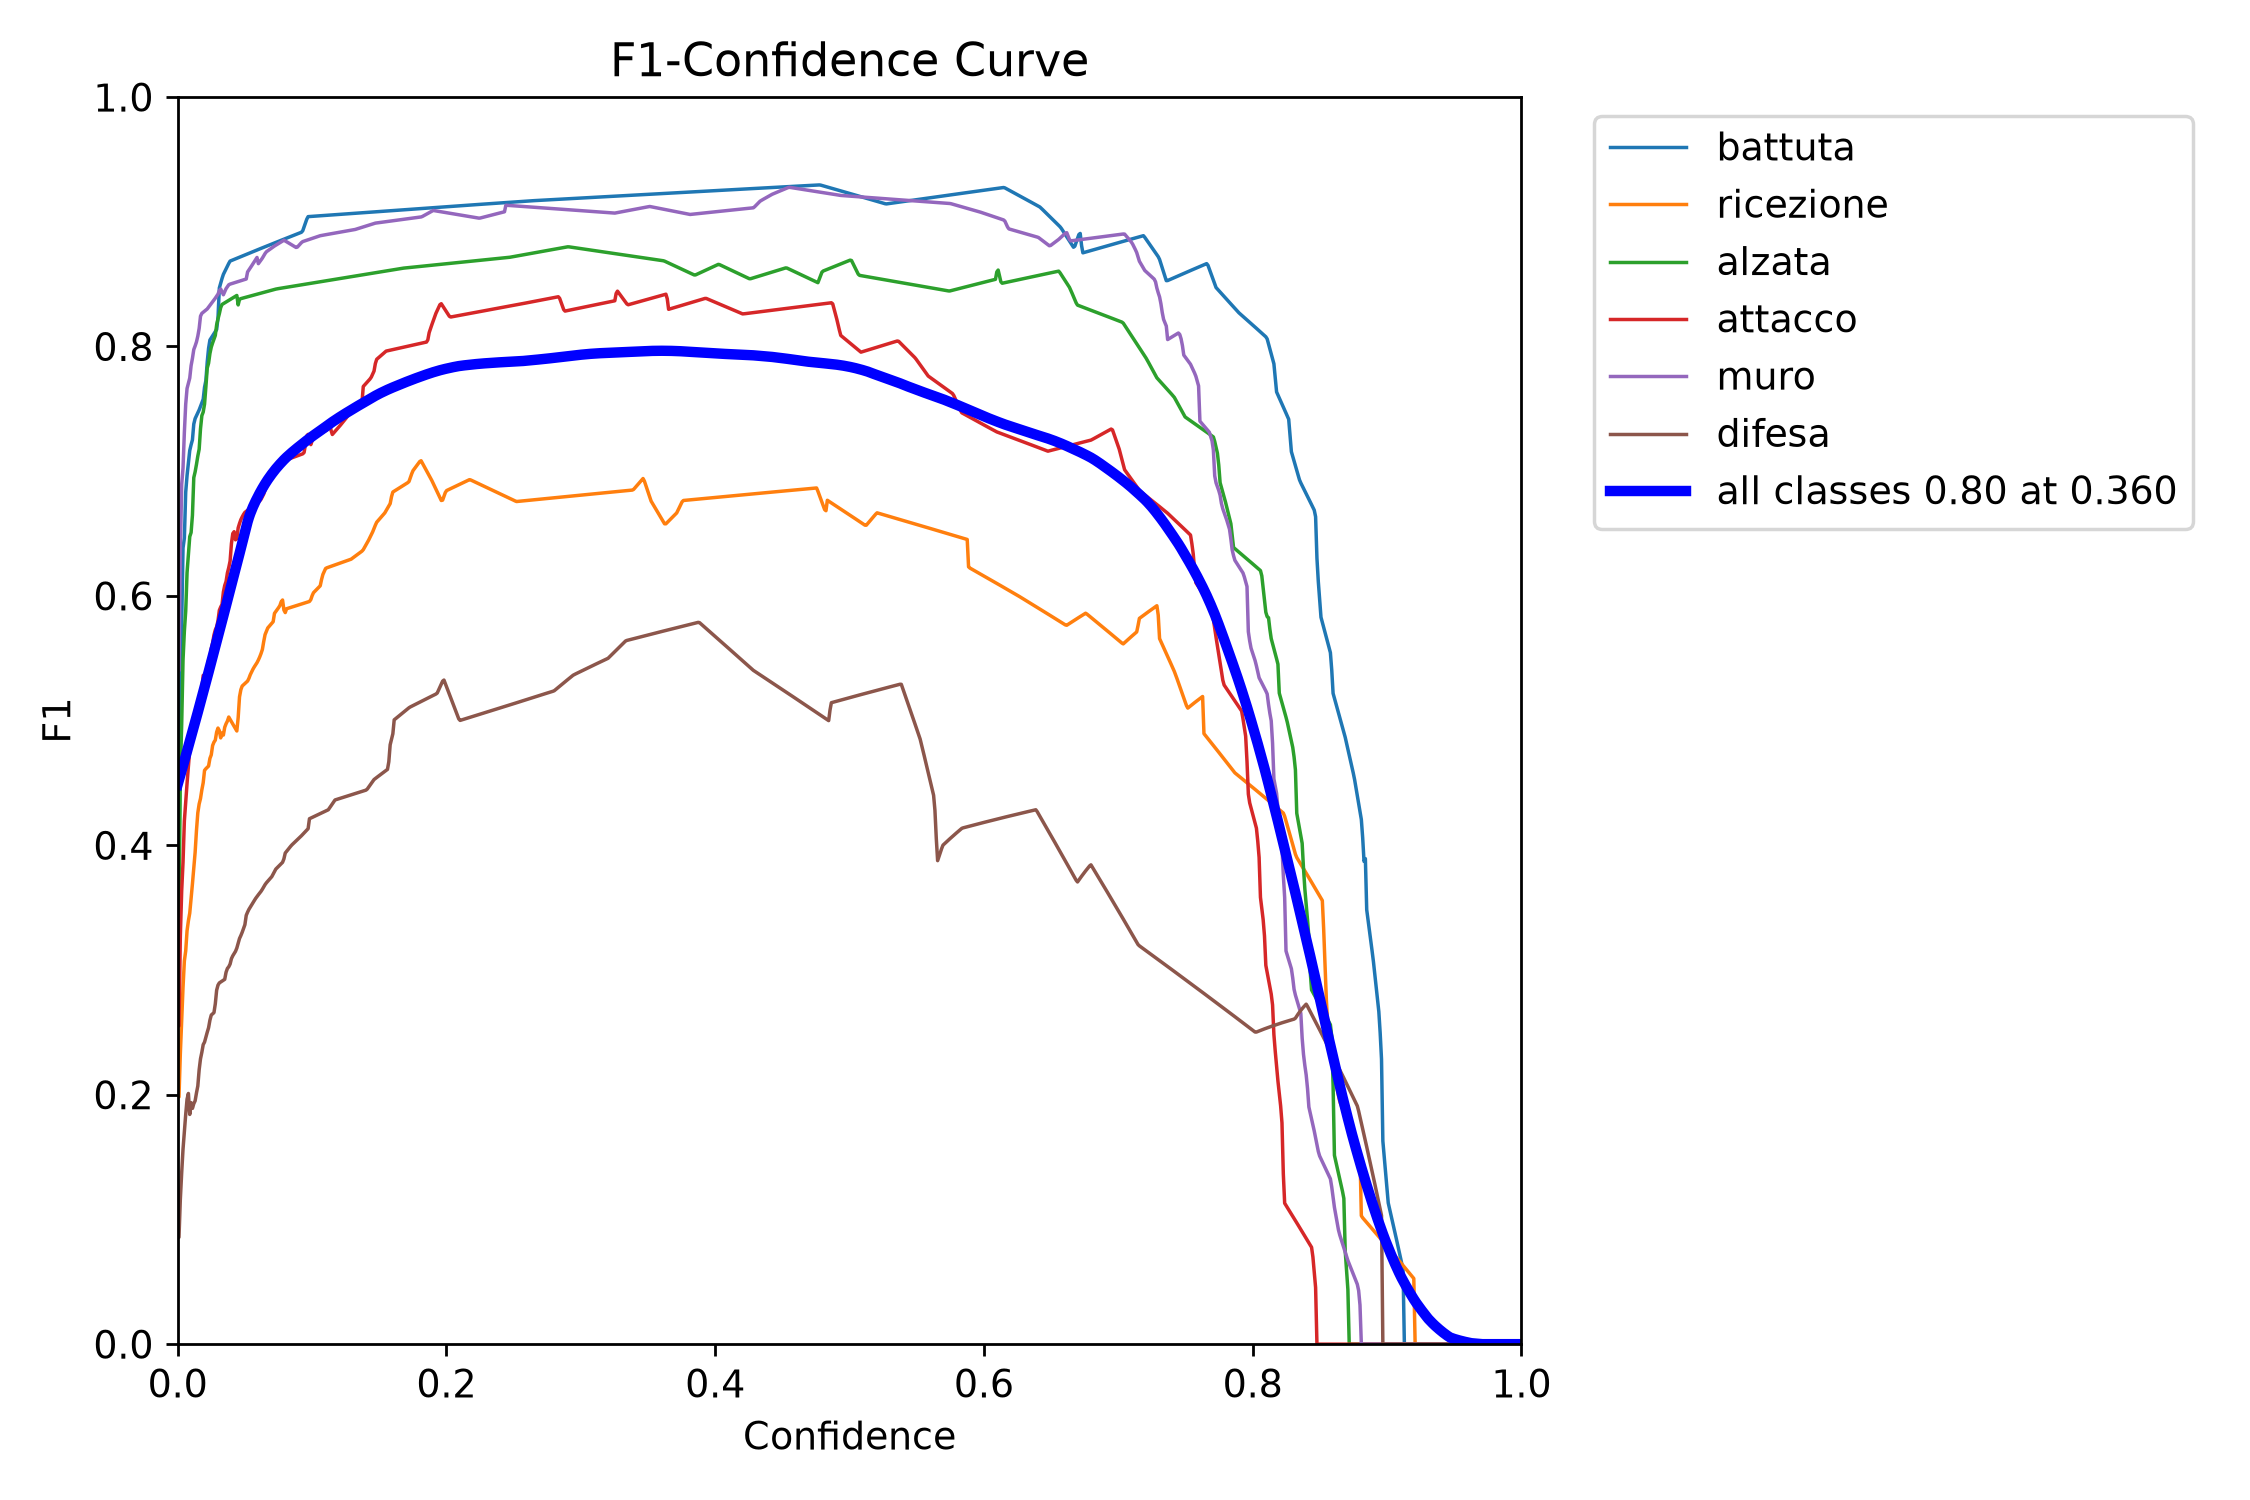 F1-Confidence Curve
1.0
0.8
0.6
0.4
0.2
0.0
F1
0.0 0.2 0.4 0.6 0.8 1.0
Confidence
battuta
ricezione
alzata
attacco
muro
difesa
all classes 0.80 at 0.360